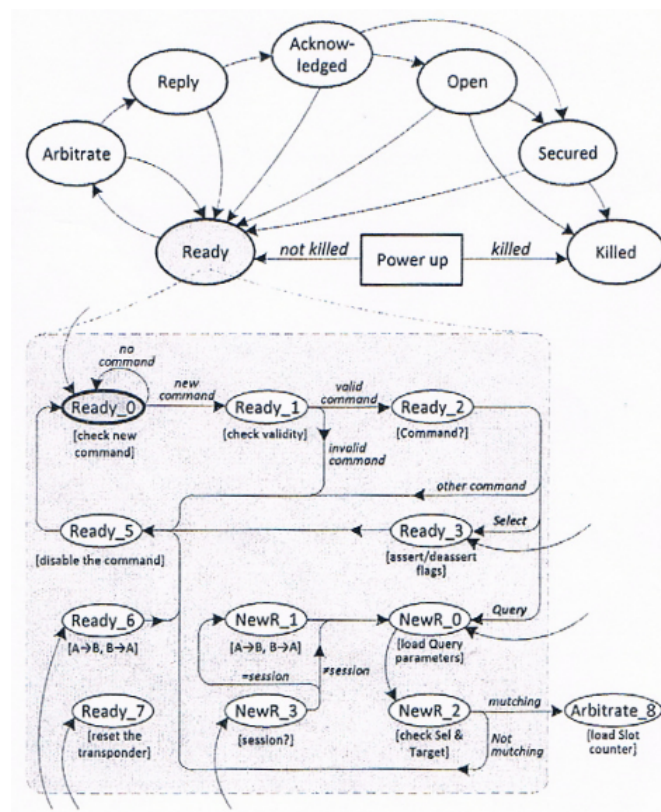 Acknow-
ledged
Reply
Open
Arbitrate
Secured
Ready
not killed
Power up
killed
Killed
no
command
new
command
valid
command
Ready_0
Ready_1
Ready_2
[check new
command]
[check validity]
[Command?]
invalid
command
other command
Select
Ready_5
Ready_3
[disable the command]
[assert/deassert
flags]
Query
Ready_6
NewR_1
NewR_0
[A→B, B→A]
[A→B, B→A]
[load Query
parameters]
=session
≠session
Ready_7
NewR_3
NewR_2
mutching
Arbitrate_8
[reset the
transponder]
[session?]
[check Sel &
Target]
Not
mutching
[load Slot
counter]